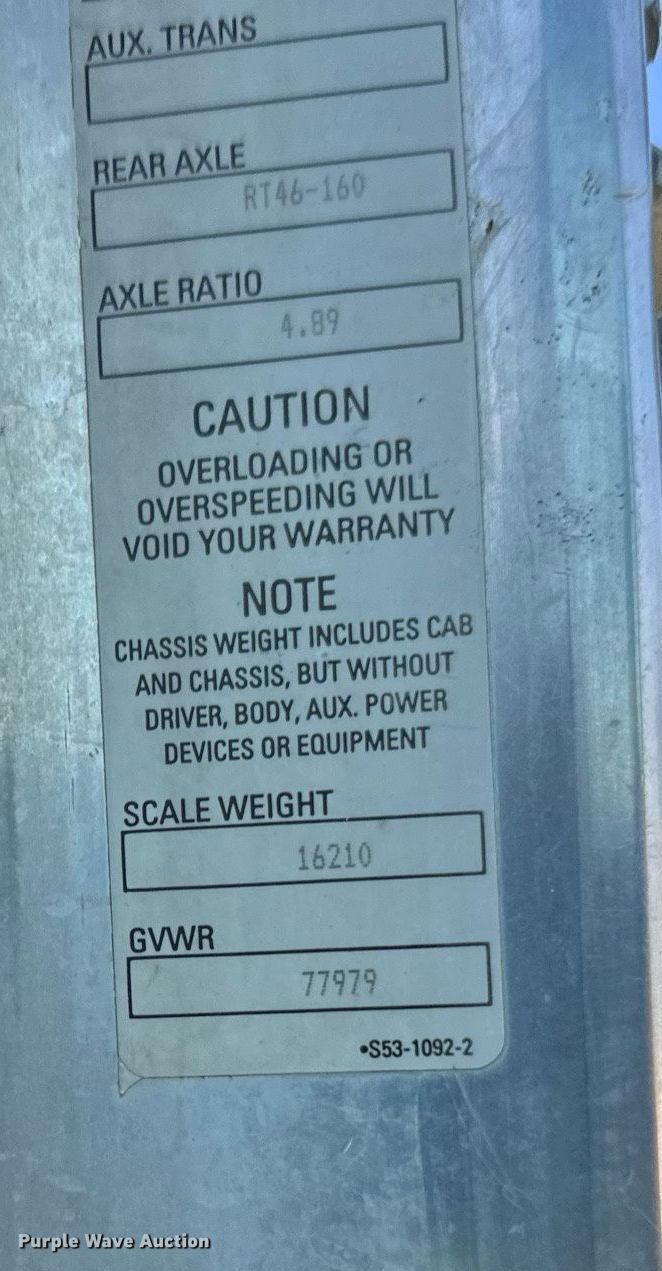 AUX. TRANS
REAR AXLE
RT46-160
AXLE RATIO
4.89
CAUTION
OVERLOADING OR
OVERSPEEDING WILL
VOID YOUR WARRANTY
NOTE
CHASSIS WEIGHT INCLUDES CAB
AND CHASSIS, BUT WITHOUT
DRIVER, BODY, AUX. POWER
DEVICES OR EQUIPMENT
SCALE WEIGHT
16210
GVWR
77979
•S53-1092-2
Purple Wave Auction